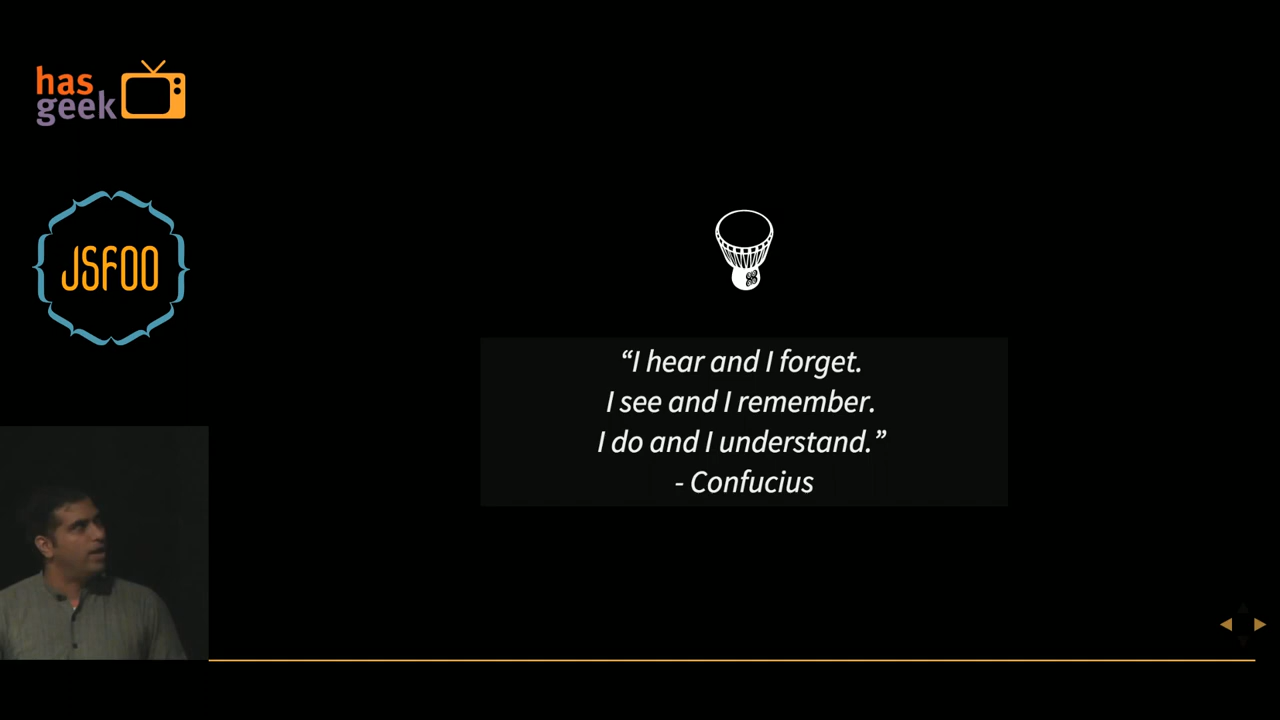 has
geek
JSFOO
“I hear and I forget.
I see and I remember.
I do and I understand.”
- Confucius